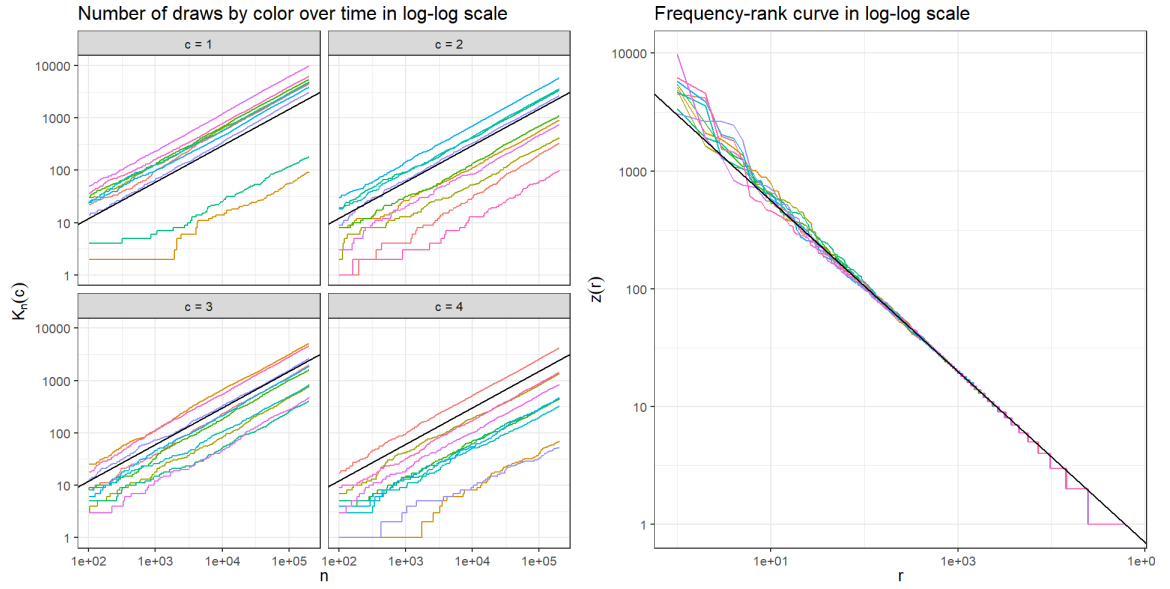 Number of draws by color over time in log-log scale
c = 1
c = 2
10000
1000
100
10
1
c = 3
c = 4
10000
1000
100
10
1
1e+02
1e+03
1e+04
1e+05
1e+02
1e+03
1e+04
1e+05
Kn(c)
n
Frequency-rank curve in log-log scale
10000
1000
100
10
1
z(r)
1e+01
1e+03
1e+0
r